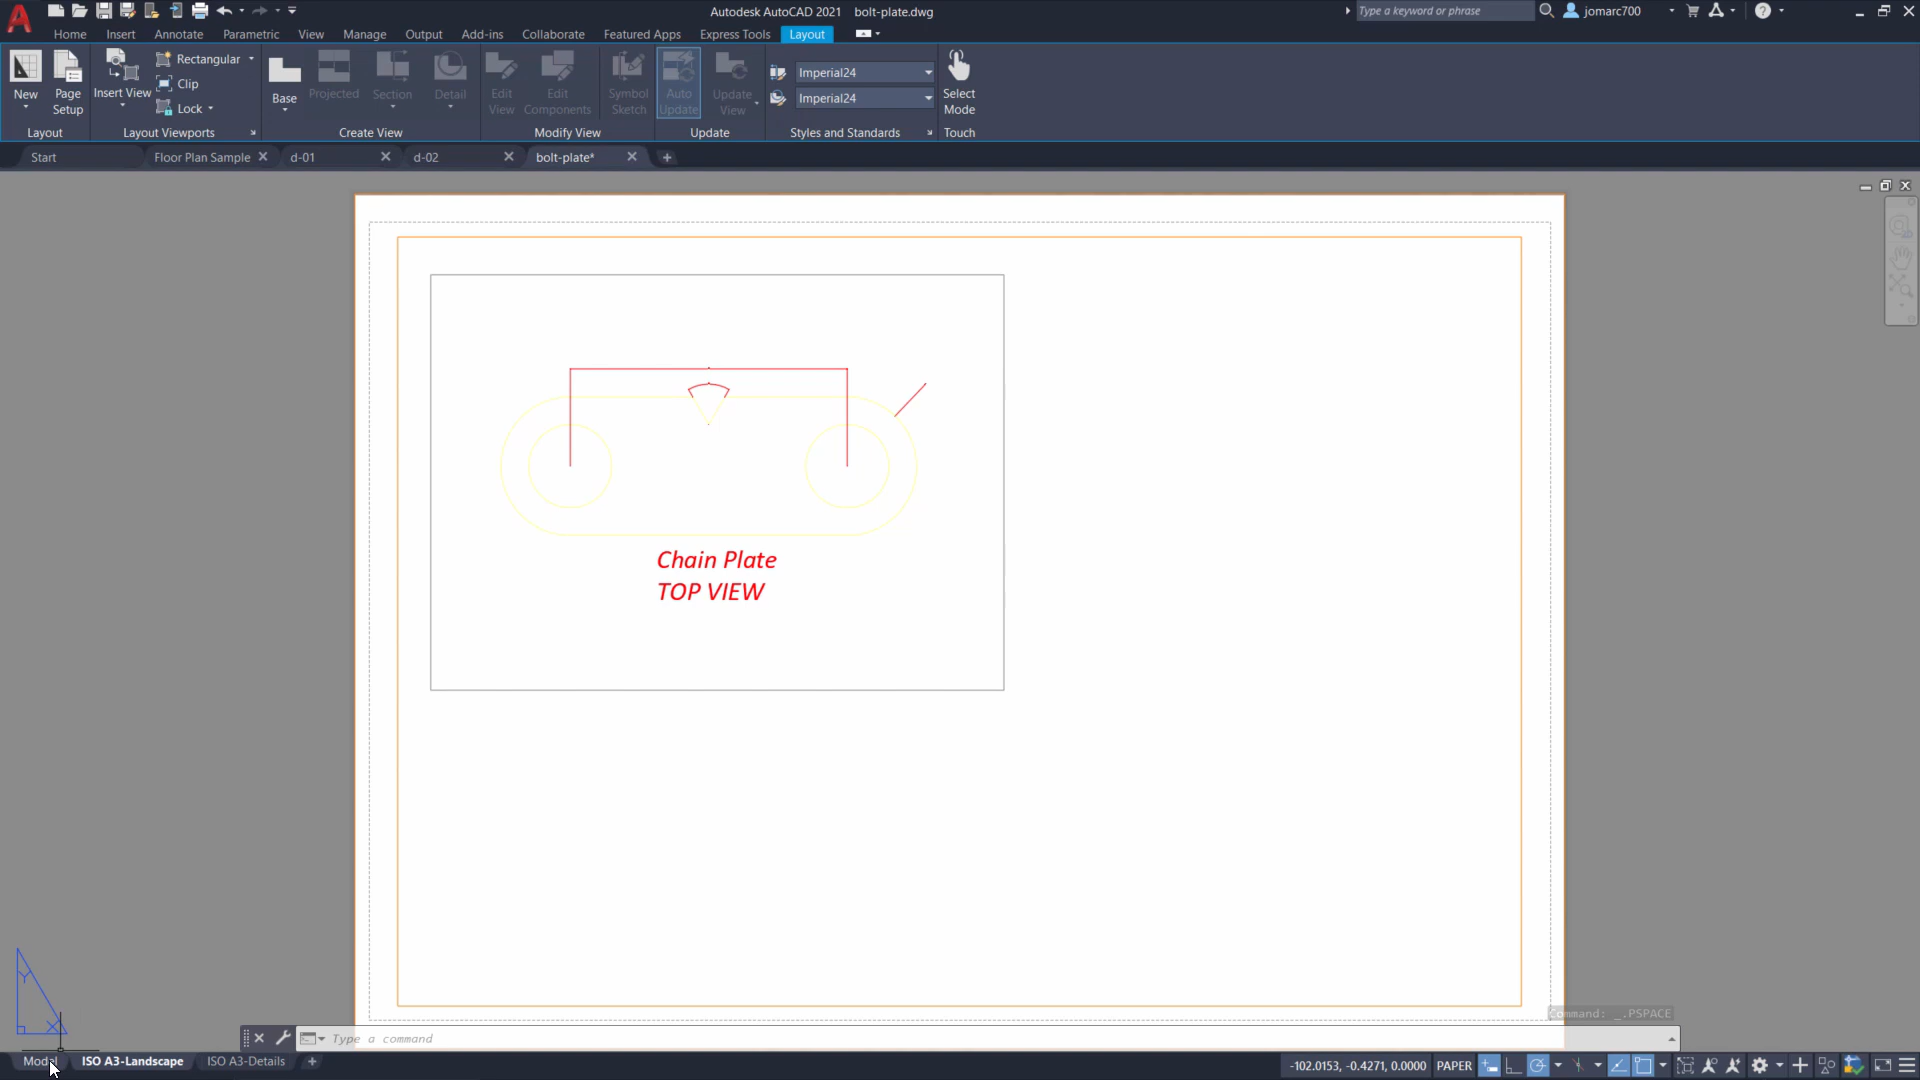 Autodesk AutoCAD 2021 bolt-plate.dwg
Type a keyword or phrase
jomarc700
Home Insert Annotate Parametric View Manage Output Add-ins Collaborate Featured Apps Express Tools Layout
New
Page
Setup
Insert View
Rectangular
Clip
Lock
Base
Projected
Section
Detail
Edit
View
Edit
Components
Symbol
Sketch
Auto
Update
Update
View
Imperial24
Imperial24
Select
Mode
Layout Layout Viewports Create View Modify View Update Styles and Standards Touch
Start Floor Plan Sample d-01 d-02 bolt-plate*
Chain Plate
TOP VIEW
Y
X
Command: _.PSPACE
Type a command
Model ISO A3-Landscape ISO A3-Details
-102.0153, -0.4271, 0.0000 PAPER